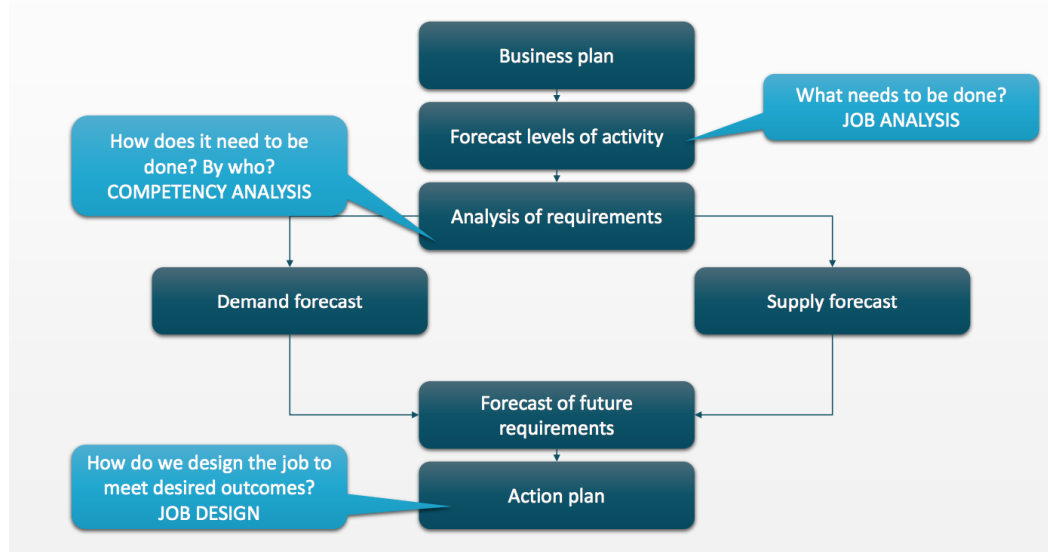 Business plan
What needs to be done?
JOB ANALYSIS
Forecast levels of activity
How does it need to be
done? By who?
COMPETENCY ANALYSIS
Analysis of requirements
Demand forecast
Supply forecast
Forecast of future
requirements
How do we design the job to
meet desired outcomes?
JOB DESIGN
Action plan